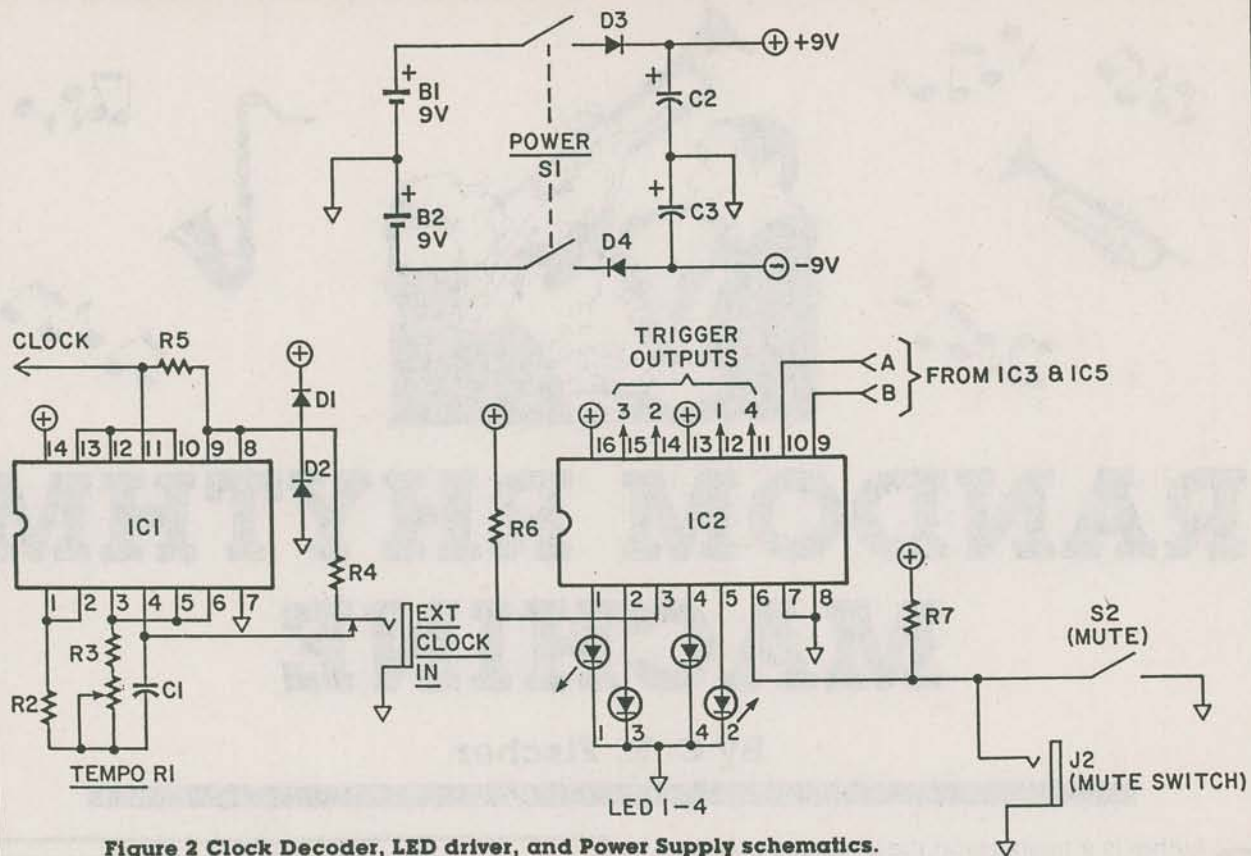 D3
+9V
+
B1
9V
+
C2
POWER
S1
+
B2
9V
+
C3
D4
-9V
CLOCK
R5
D1
D2
14 13 12 11 10 9 8
IC1
1 2 3 4 5 6 7
R4
R3
R2
C1
TEMPO R1
EXT
CLOCK
IN
TRIGGER
OUTPUTS
A
B
FROM IC3 & IC5
3 2 1 4
16 15 14 13 12 11 10 9
R6
IC2
1 2 3 4 5 6 7 8
1 3 4 2
LED 1-4
R7
S2
(MUTE)
J2
(MUTE SWITCH)
Figure 2 Clock Decoder, LED driver, and Power Supply schematics.